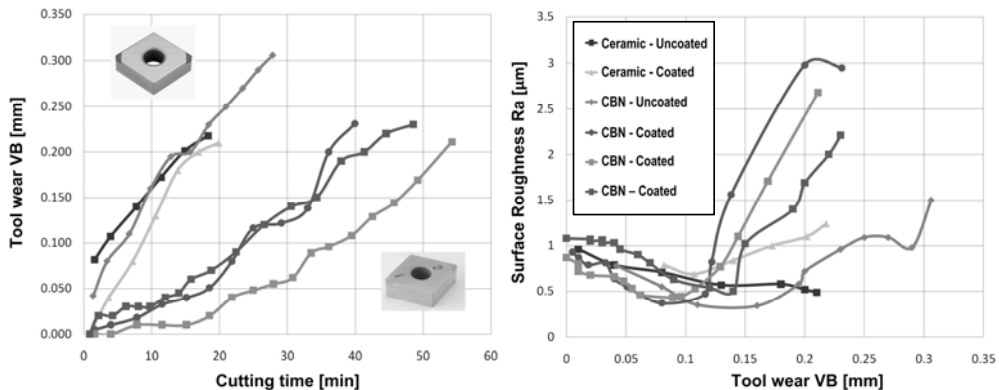 Tool wear VB [mm]
0.350
0.300
0.250
0.200
0.150
0.100
0.050
0.000
0 10 20 30 40 50 60
Cutting time [min]
Surface Roughness Ra [µm]
3.5
3
2.5
2
1.5
1
0.5
0
0 0.05 0.1 0.15 0.2 0.25 0.3 0.35
Tool wear VB [mm]
Ceramic - Uncoated
Ceramic - Coated
CBN - Uncoated
CBN - Coated
CBN - Coated
CBN – Coated